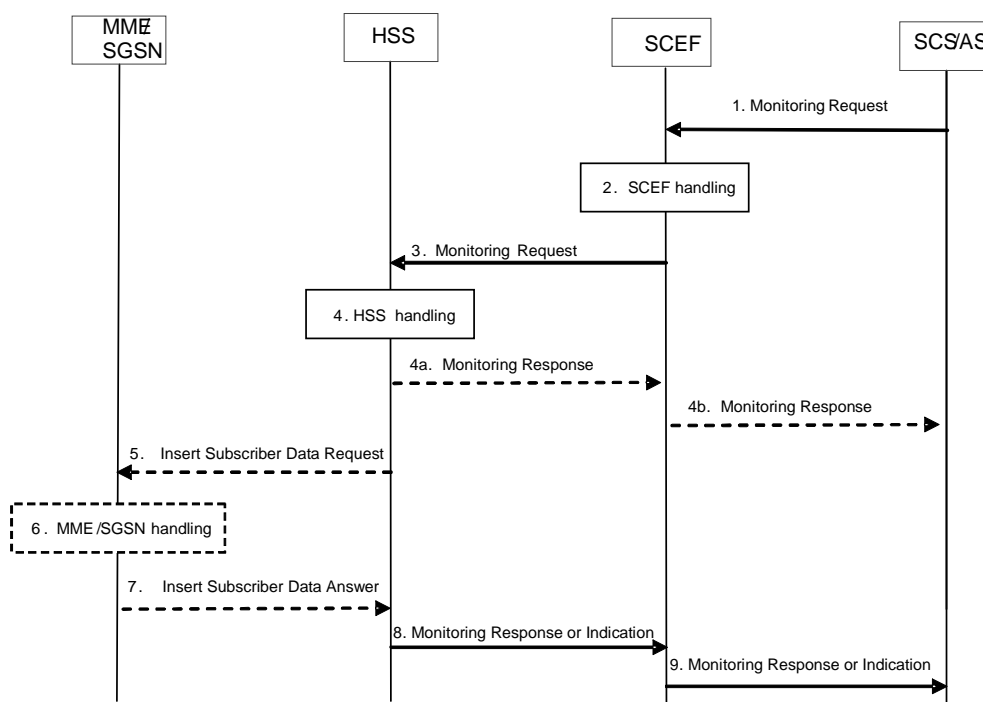 MME/
SGSN
HSS
SCEF
SCS/AS
1. Monitoring Request
2. SCEF handling
3. Monitoring Request
4. HSS handling
4a. Monitoring Response
4b. Monitoring Response
5. Insert Subscriber Data Request
6. MME/SGSN handling
7. Insert Subscriber Data Answer
8. Monitoring Response or Indication
9. Monitoring Response or Indication